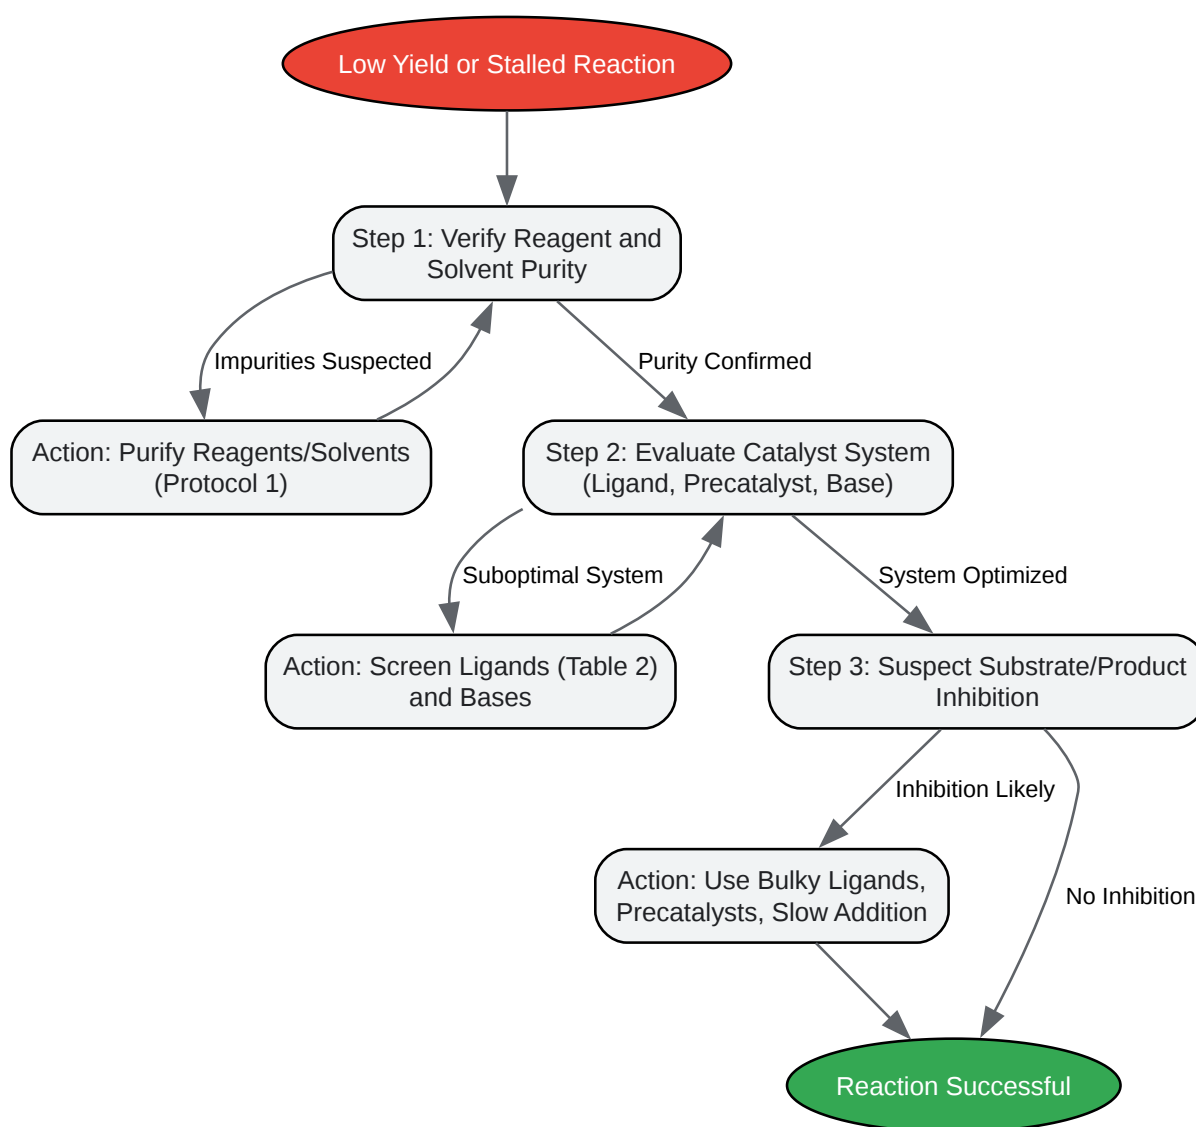 Low Yield or Stalled Reaction
Step 1: Verify Reagent and
Solvent Purity
Impurities Suspected
Purity Confirmed
Action: Purify Reagents/Solvents
(Protocol 1)
Step 2: Evaluate Catalyst System
(Ligand, Precatalyst, Base)
Suboptimal System
System Optimized
Action: Screen Ligands (Table 2)
and Bases
Step 3: Suspect Substrate/Product
Inhibition
Inhibition Likely
No Inhibition
Action: Use Bulky Ligands,
Precatalysts, Slow Addition
Reaction Successful